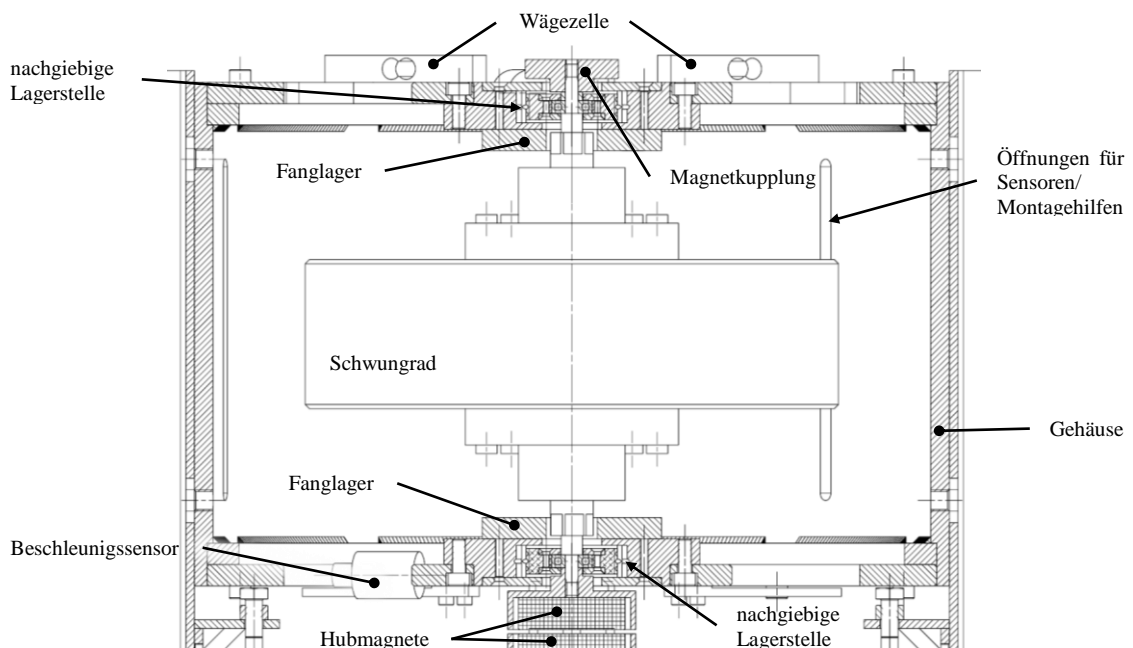 Wägezelle
nachgiebige
Lagerstelle
Fanglager
Magnetkupplung
Öffnungen für
Sensoren/
Montagehilfen
Schwungrad
Gehäuse
Fanglager
Beschleunigssensor
nachgiebige
Lagerstelle
Hubmagnete